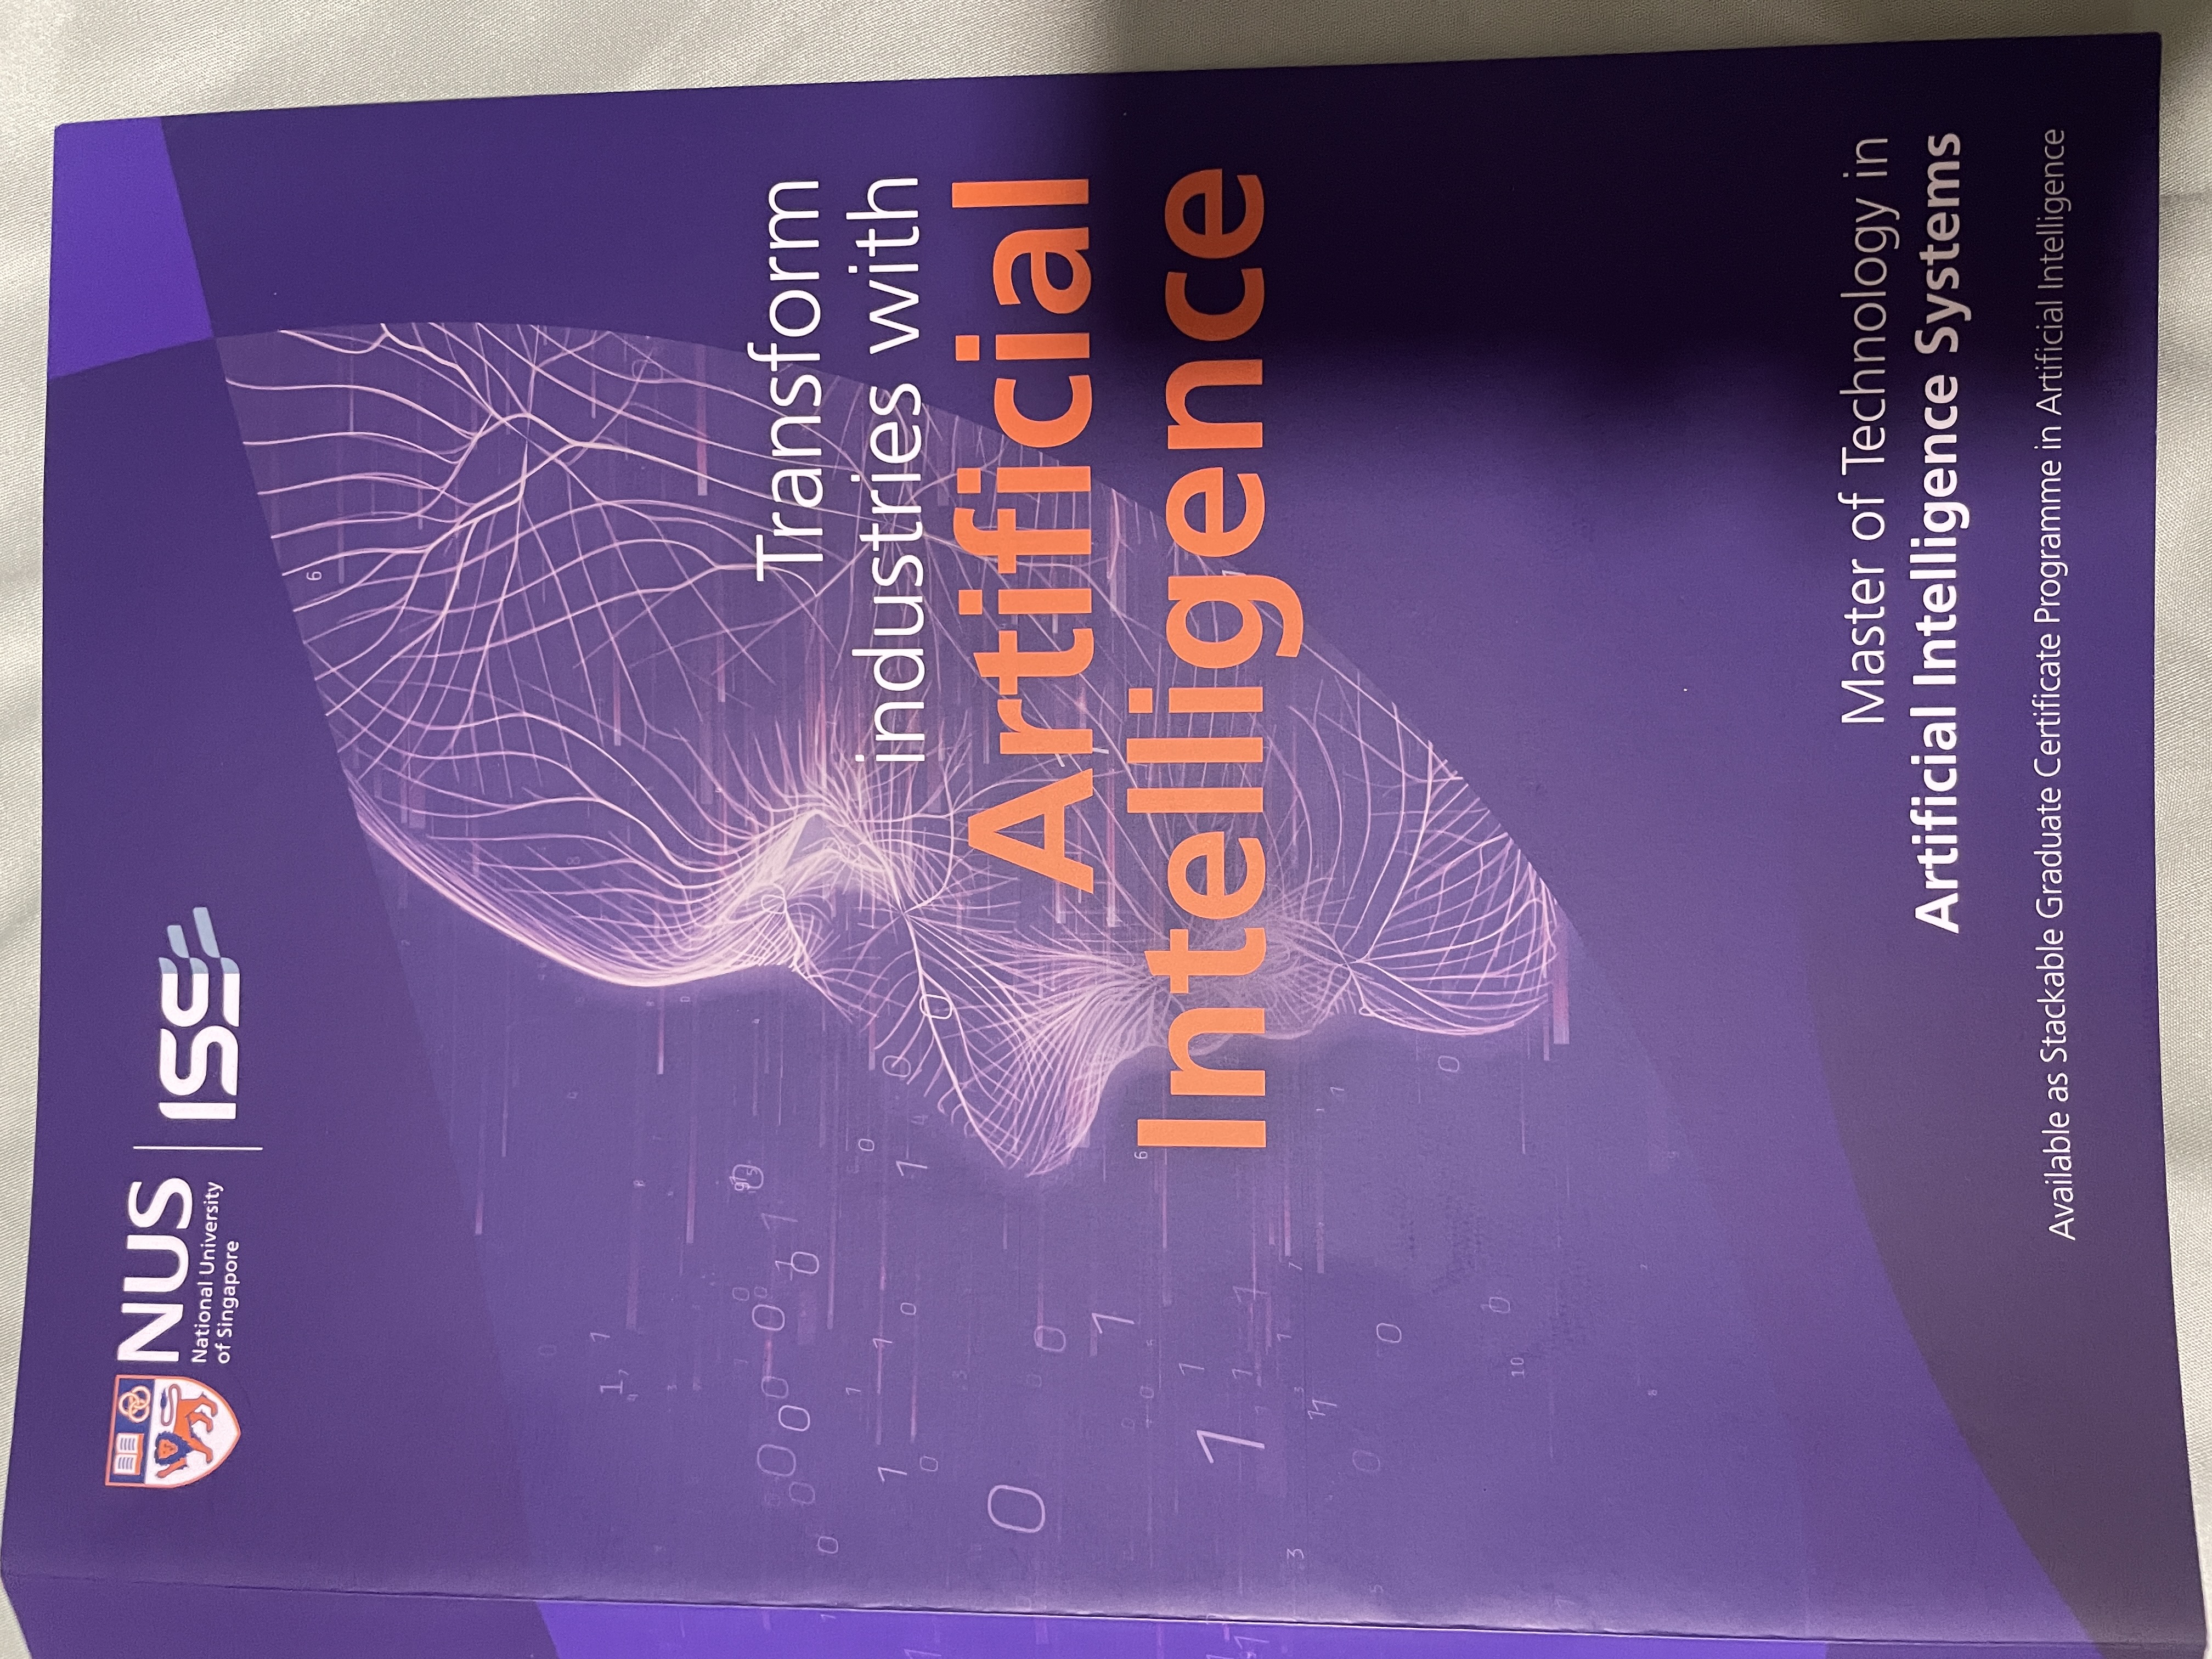 NUS
National University
of Singapore
ISS
Transform
industries with
Artificial
Intelligence
Master of Technology in
Artificial Intelligence Systems
Available as Stackable Graduate Certificate Programme in Artificial Intelligence